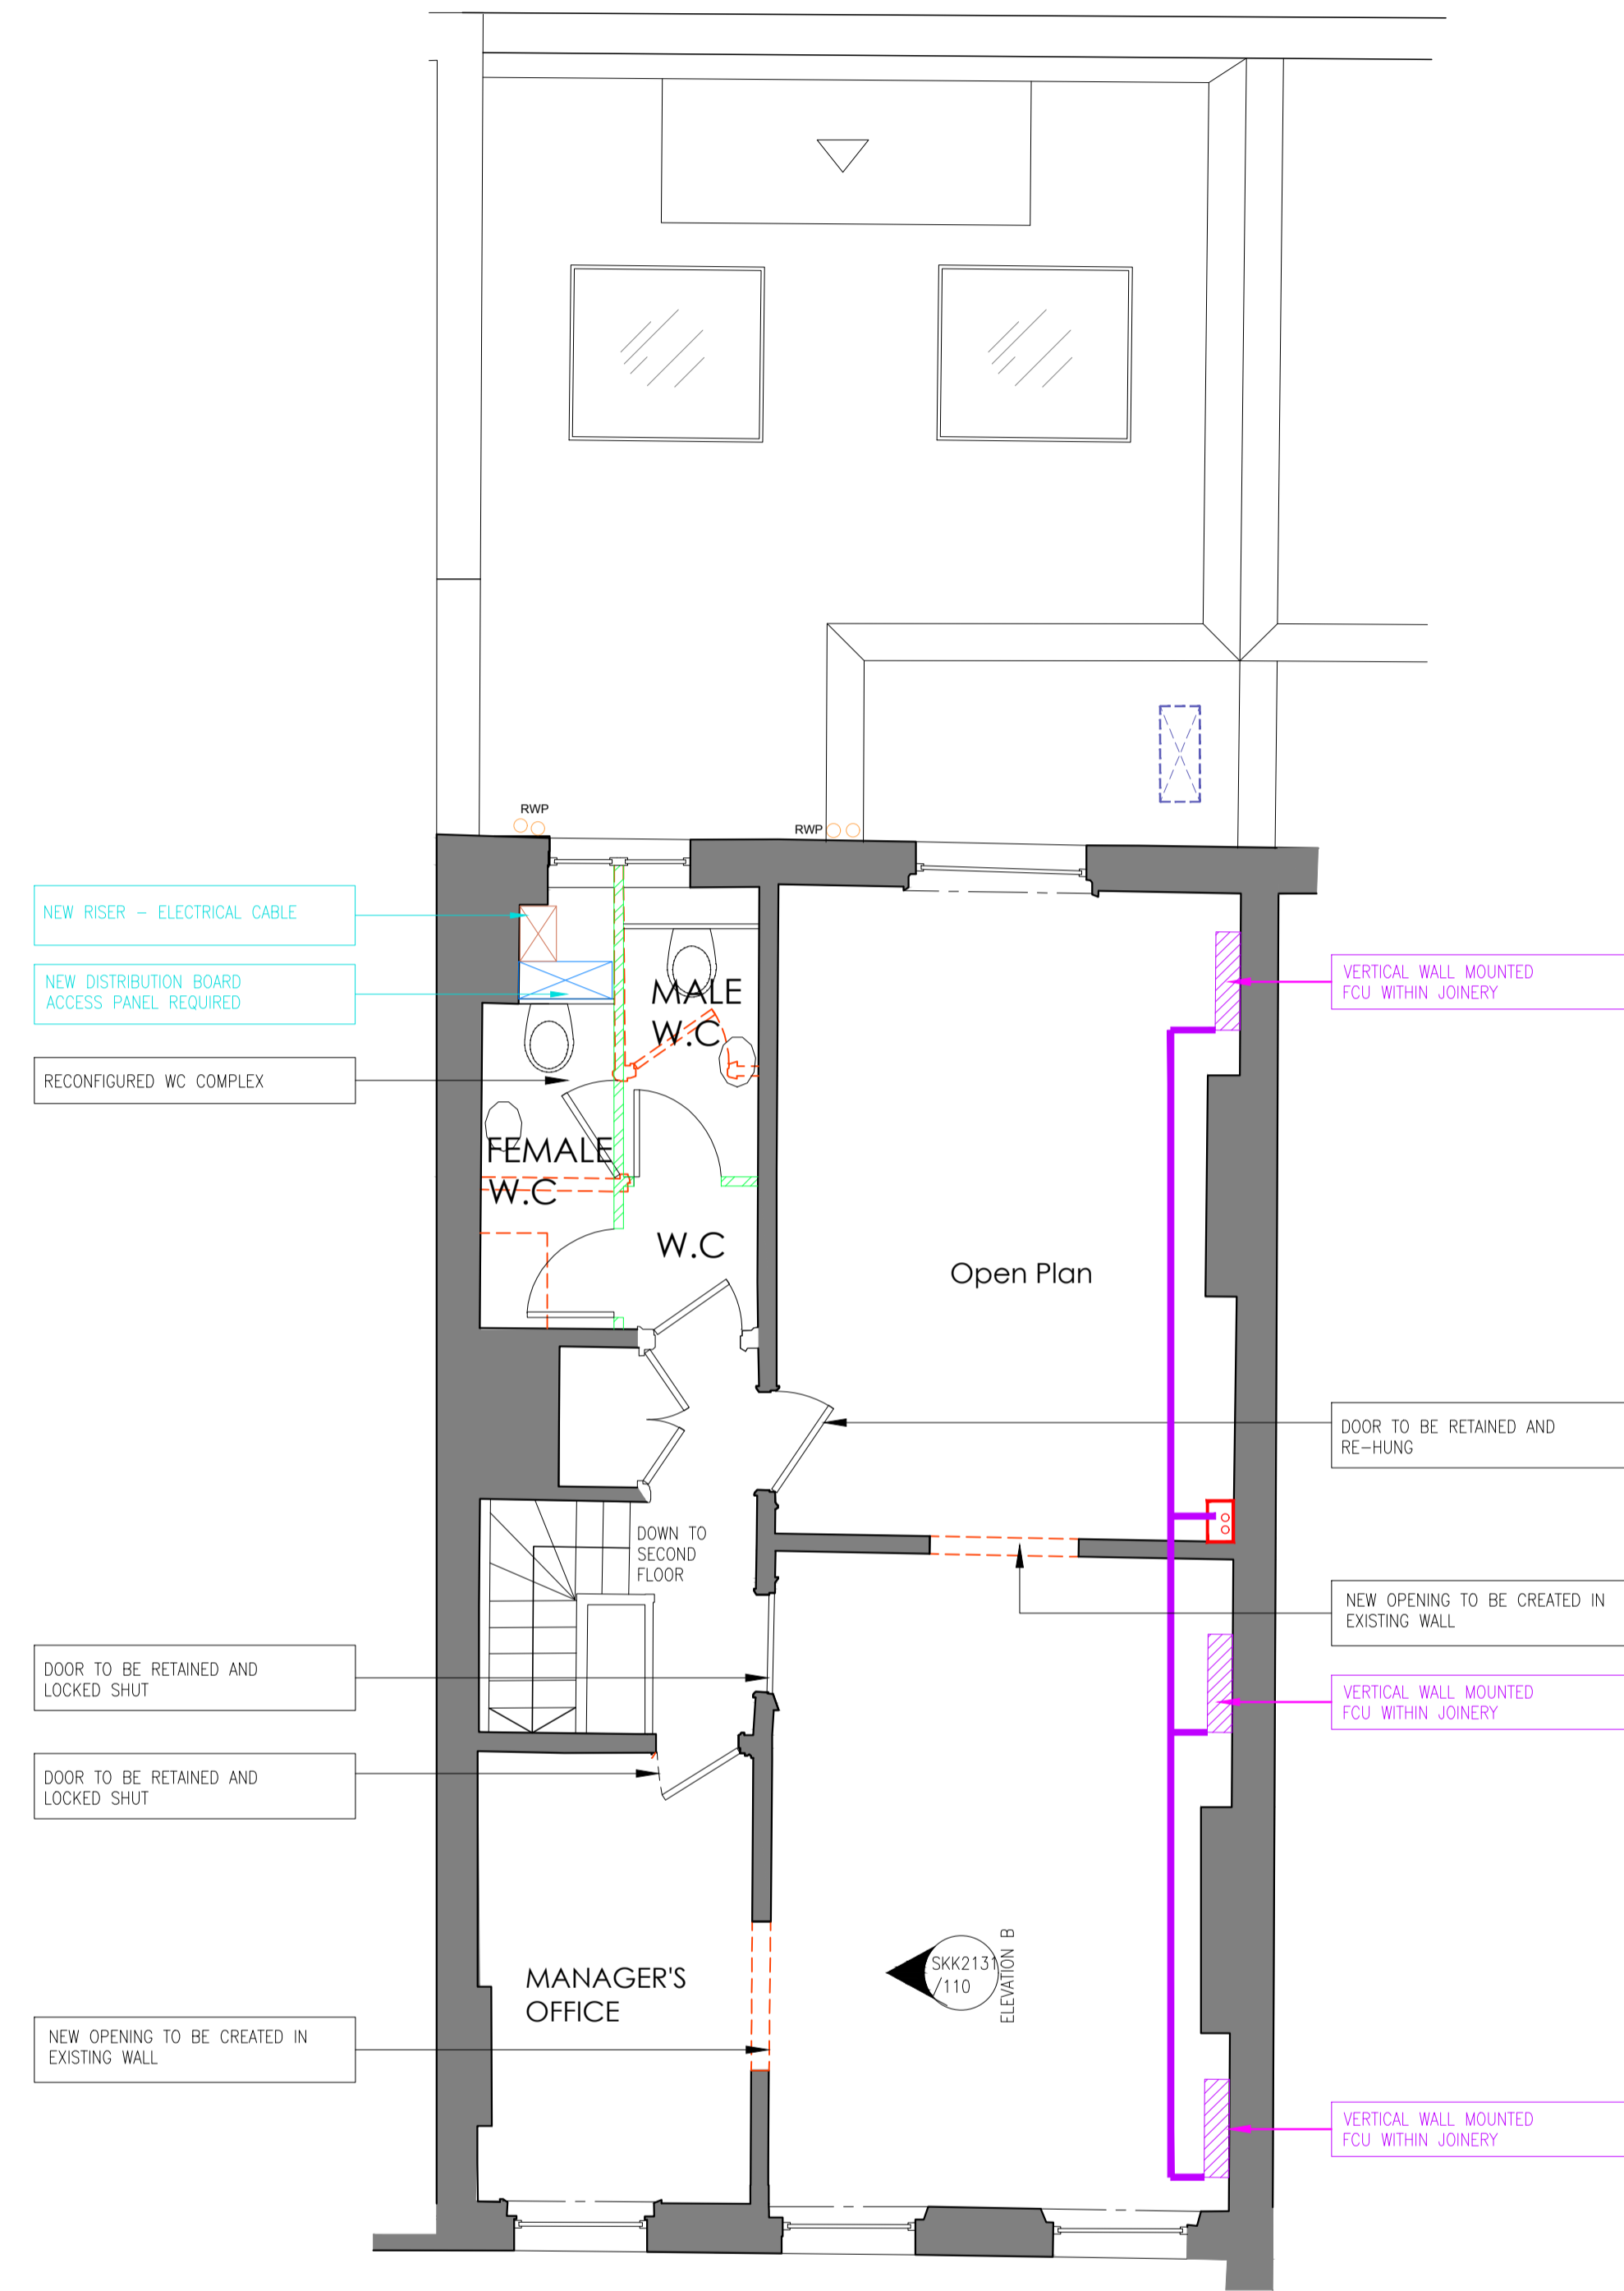 RWP
RWP
NEW RISER – ELECTRICAL CABLE
NEW DISTRIBUTION BOARD
ACCESS PANEL REQUIRED
VERTICAL WALL MOUNTED
FCU WITHIN JOINERY
MALE
W.C
RECONFIGURED WC COMPLEX
FEMALE
W.C
W.C
Open Plan
DOOR TO BE RETAINED AND
RE-HUNG
DOWN TO
SECOND
FLOOR
NEW OPENING TO BE CREATED IN
EXISTING WALL
DOOR TO BE RETAINED AND
LOCKED SHUT
VERTICAL WALL MOUNTED
FCU WITHIN JOINERY
DOOR TO BE RETAINED AND
LOCKED SHUT
MANAGER'S
OFFICE
SKK2131
/110
ELEVATION B
NEW OPENING TO BE CREATED IN
EXISTING WALL
VERTICAL WALL MOUNTED
FCU WITHIN JOINERY